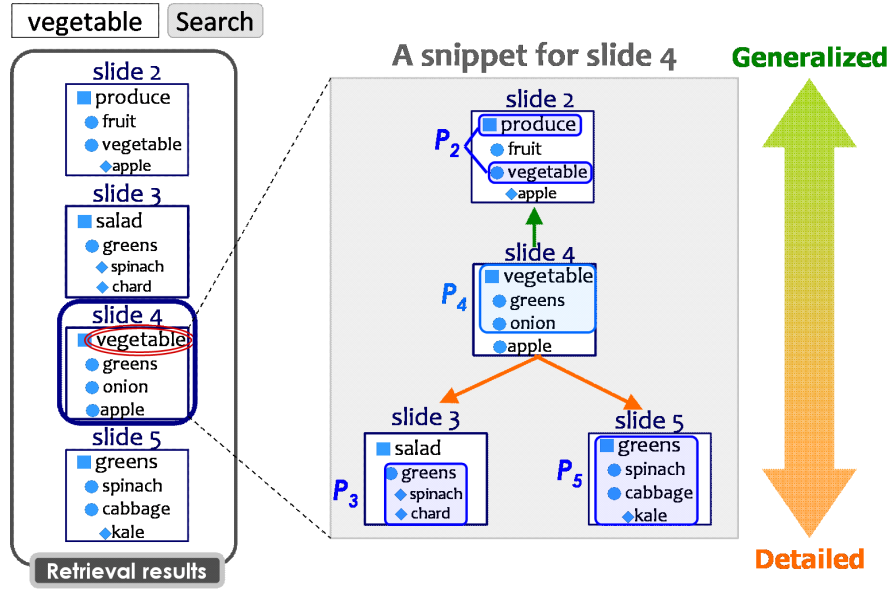 vegetable Search
slide 2
produce
fruit
vegetable
apple
slide 3
salad
greens
spinach
chard
slide 4
vegetable
greens
onion
apple
slide 5
greens
spinach
cabbage
kale
Retrieval results
A snippet for slide 4
slide 2
P2
produce
fruit
vegetable
apple
slide 4
P4
vegetable
greens
onion
apple
slide 3
P3
salad
greens
spinach
chard
slide 5
P5
greens
spinach
cabbage
kale
Generalized
Detailed